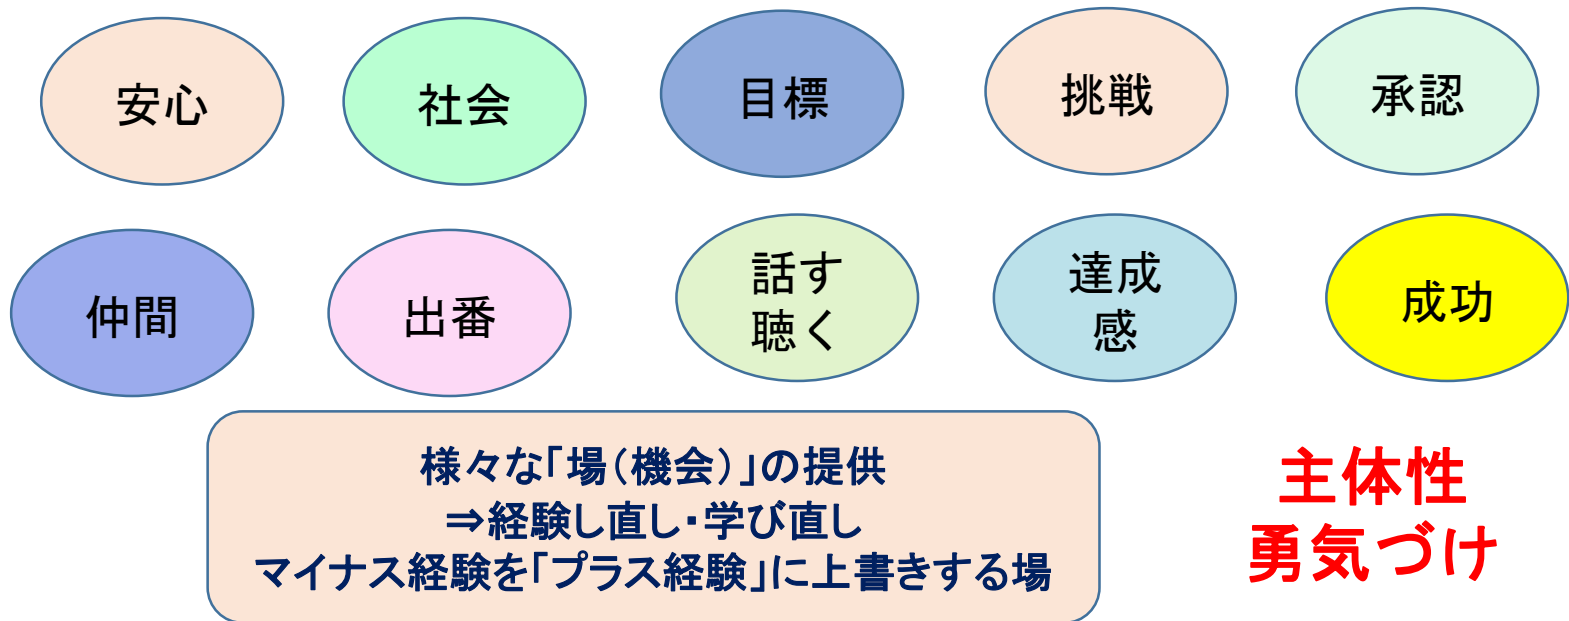 安心
社会
目標
挑戦
承認
仲間
出番
話す
聴く
達成
感
成功
様々な「場（機会）」の提供
⇒経験し直し・学び直し
マイナス経験を「プラス経験」に上書きする場
主体性
勇気づけ